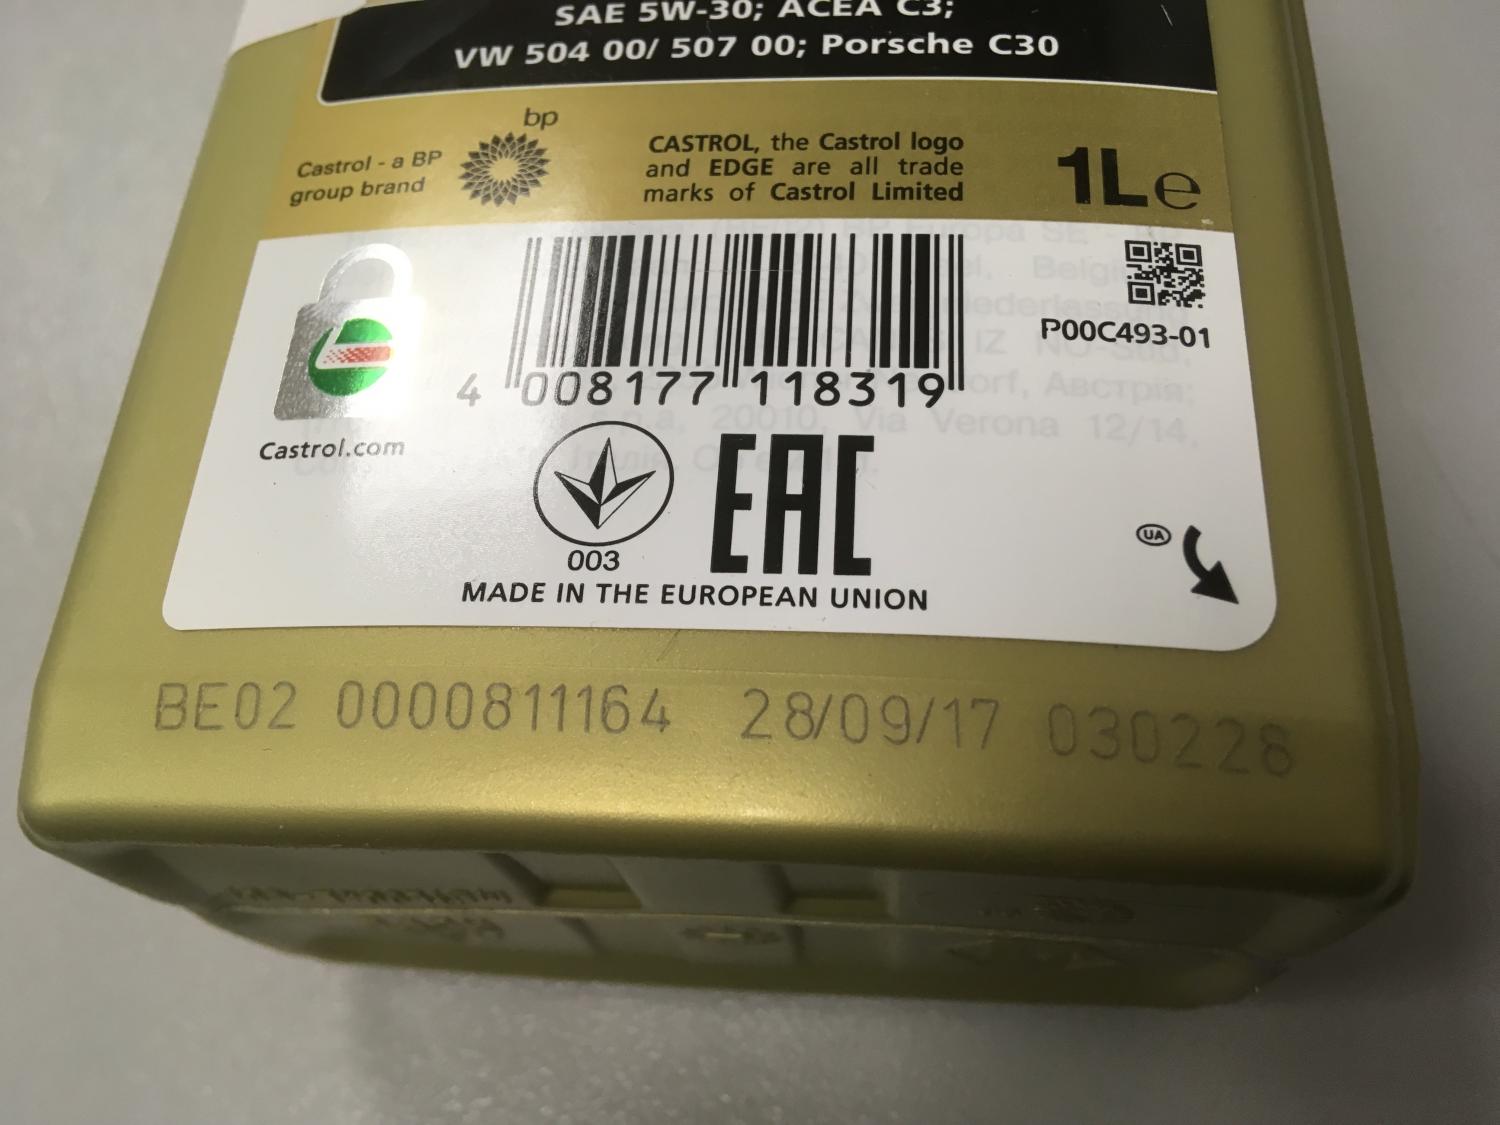 SAE 5W-30; ACEA C3;
VW 504 00/ 507 00; Porsche C30
bp
Castrol - a BP
group brand
CASTROL, the Castrol logo
and EDGE are all trade
marks of Castrol Limited
1L e
P00C493-01
4 008177 118319
Castrol.com
003
EAC
UA
MADE IN THE EUROPEAN UNION
BE02 0000811164 28/09/17 030228